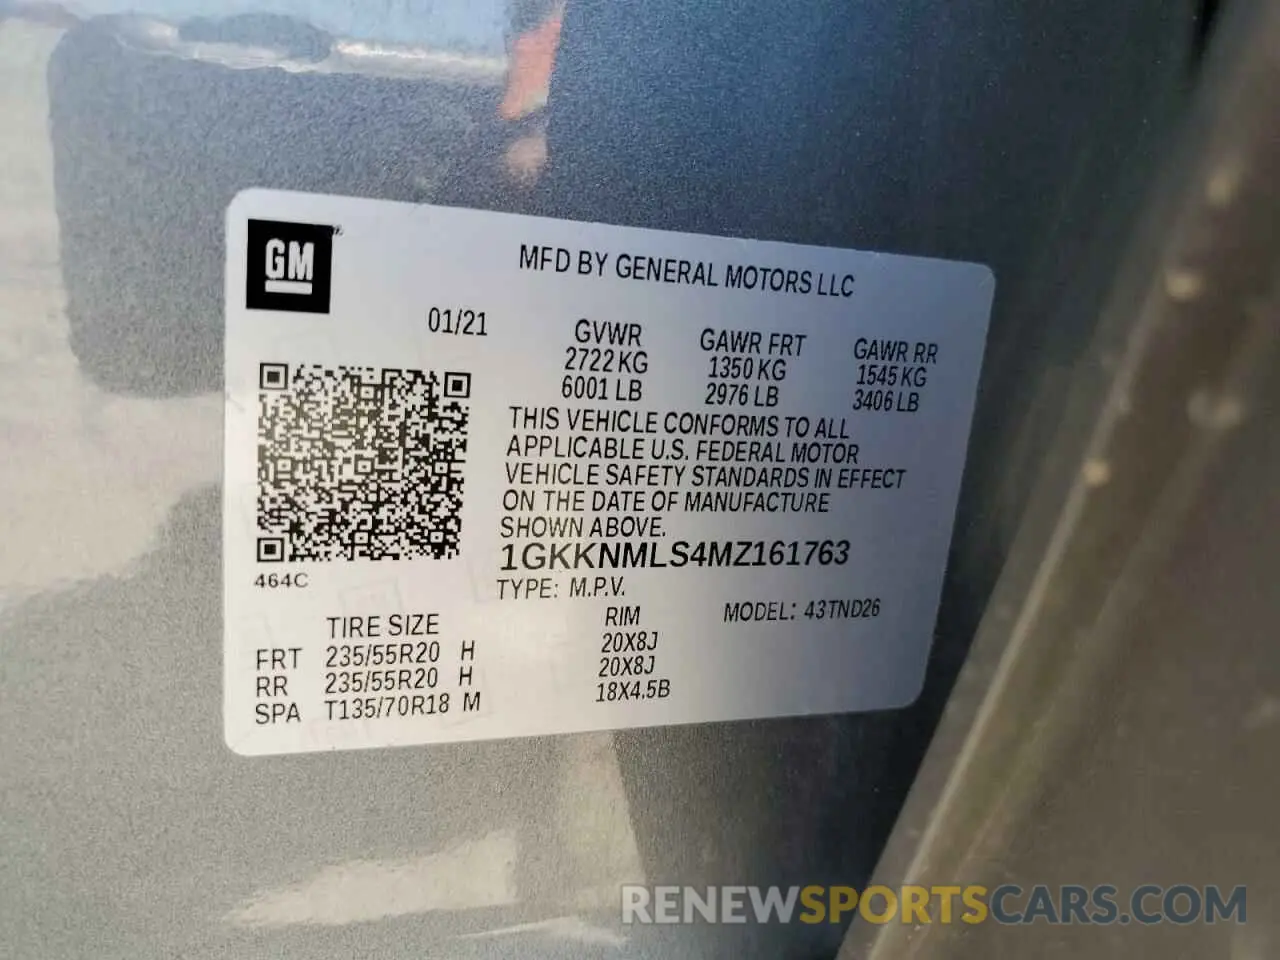 GM
MFD BY GENERAL MOTORS LLC
01/21
GVWR
2722 KG
6001 LB
GAWR FRT
1350 KG
2976 LB
GAWR RR
1545 KG
3406 LB
THIS VEHICLE CONFORMS TO ALL
APPLICABLE U.S. FEDERAL MOTOR
VEHICLE SAFETY STANDARDS IN EFFECT
ON THE DATE OF MANUFACTURE
SHOWN ABOVE.
1GKKNMLS4MZ161763
464C
TYPE: M.P.V.
MODEL: 43TND26
TIRE SIZE RIM
FRT 235/55R20 H 20X8J
RR 235/55R20 H 20X8J
SPA T135/70R18 M 18X4.5B
RENEWSPORTSCARS.COM